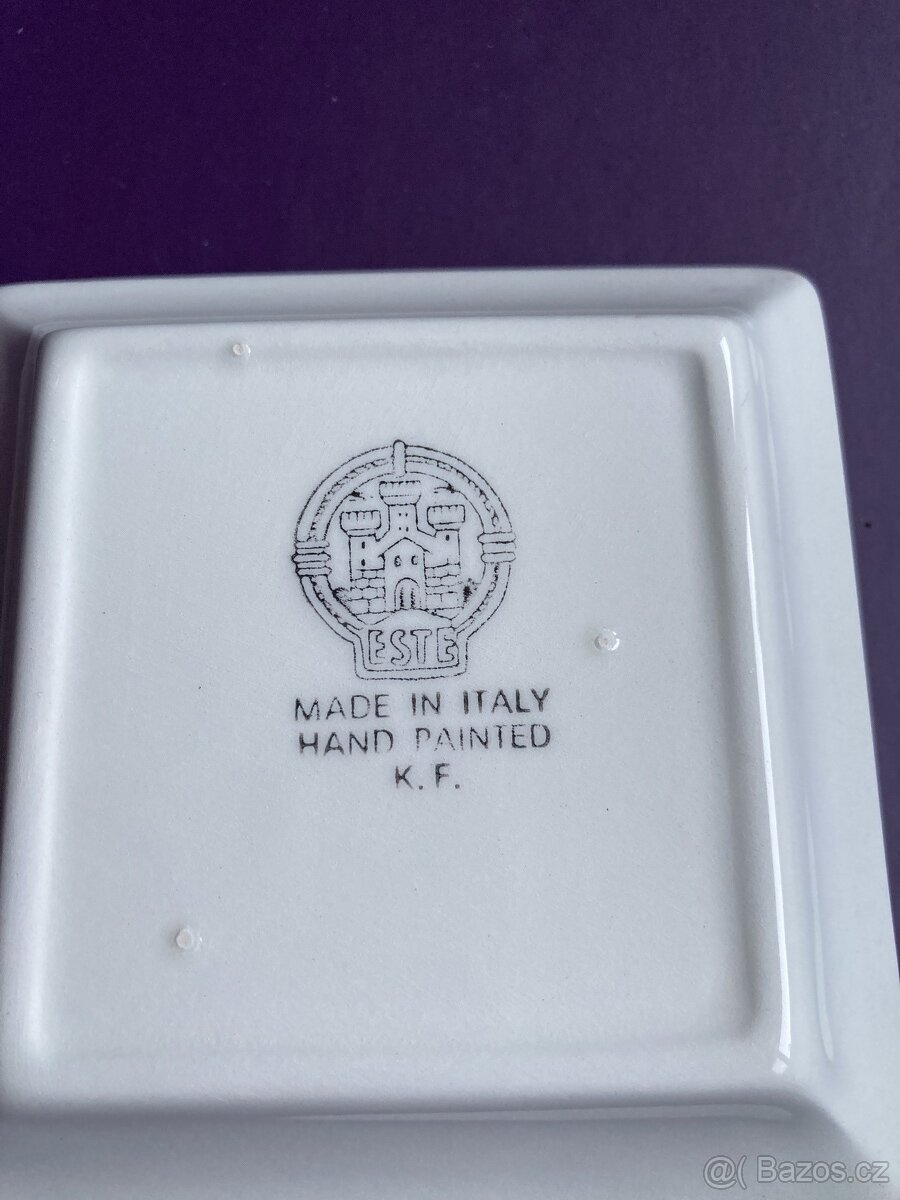 ESTE
MADE IN ITALY
HAND PAINTED
K. F.
@( Bazos.cz